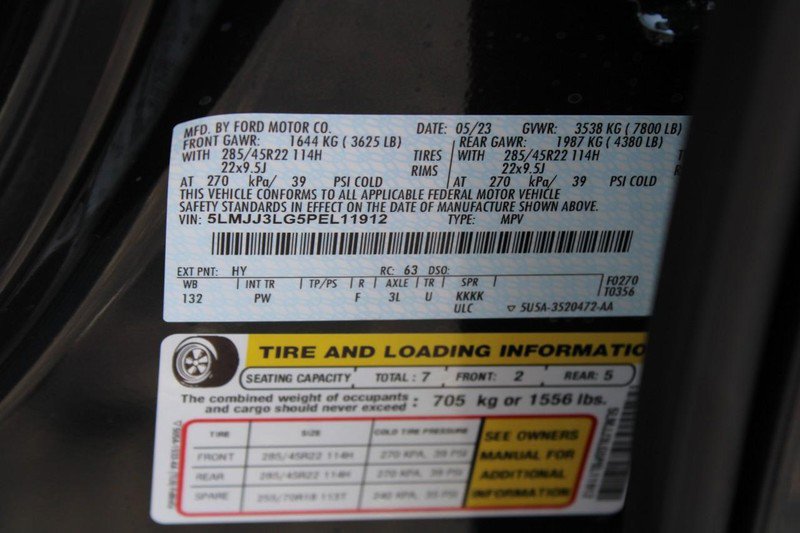 MFD. BY FORD MOTOR CO. DATE: 05/23 GVWR: 3538 KG ( 7800 LB)
FRONT GAWR: 1644 KG ( 3625 LB) REAR GAWR: 1987 KG ( 4380 LB)
WITH 285/45R22 114H TIRES WITH 285/45R22 114H
22x9.5J RIMS 22x9.5J
AT 270 kPa/ 39 PSI COLD AT 270 kPa/ 39 PSI COLD
THIS VEHICLE CONFORMS TO ALL APPLICABLE FEDERAL MOTOR VEHICLE
SAFETY STANDARDS IN EFFECT ON THE DATE OF MANUFACTURE SHOWN ABOVE.
VIN: 5LMJJ3LG5PEL11912 TYPE: MPV
EXT PNT: HY RC: 63 DSO:
WB INT TR TP/PS R AXLE TR SPR F0270
132 PW F 3L U KKKK T0356
ULC ▽ 5U5A-3520472-AA
TIRE AND LOADING INFORMATIO
SEATING CAPACITY TOTAL : 7 FRONT: 2 REAR: 5
The combined weight of occupants
and cargo should never exceed : 705 kg or 1556 lbs.
TIRE SIZE COLD TIRE PRESSURE SEE OWNERS
FRONT 285/45R22 114H 270 KPA, 39 PSI MANUAL FOR
REAR 285/45R22 114H 270 KPA, 39 PSI ADDITIONAL
SPARE 255/70R18 113T 240 KPA, 35 PSI INFORMATION